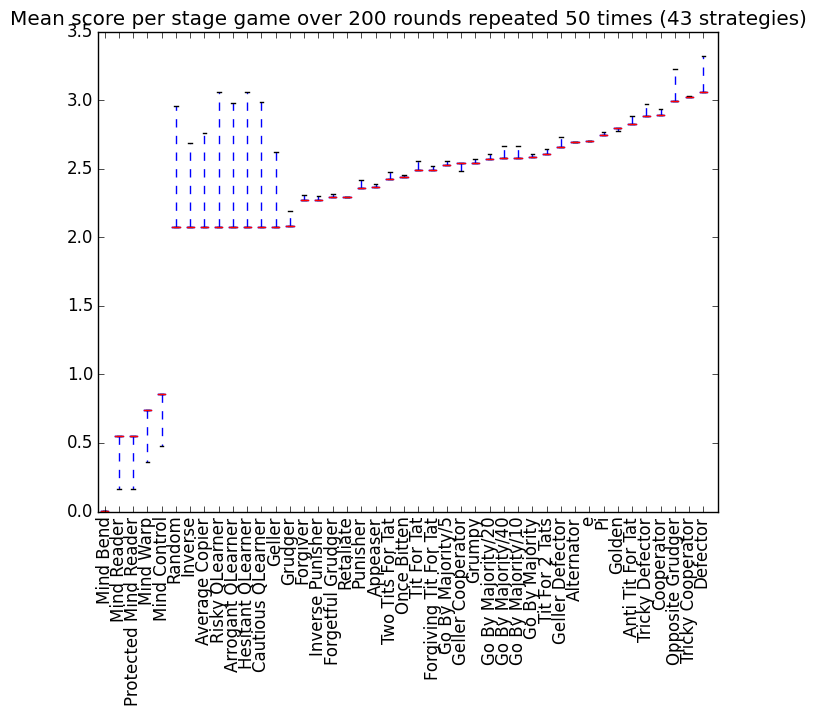 Mean score per stage game over 200 rounds repeated 50 times (43 strategies)
3.5
3.0
2.5
2.0
1.5
1.0
0.5
0.0
Mind Bend
Mind Reader
Protected Mind Reader
Mind Warp
Mind Control
Random
Inverse
Average Copier
Risky QLearner
Arrogant QLearner
Hesitant QLearner
Cautious QLearner
Geller
Grudger
Forgiver
Inverse Punisher
Forgetful Grudger
Retaliate
Punisher
Appeaser
Two Tits For Tat
Once Bitten
Tit For Tat
Forgiving Tit For Tat
Go By Majority/5
Geller Cooperator
Grumpy
Go By Majority/20
Go By Majority/40
Go By Majority/10
Go By Majority
Tit For 2 Tats
Geller Defector
Alternator
e
Pi
Golden
Anti Tit For Tat
Tricky Defector
Cooperator
Opposite Grudger
Tricky Cooperator
Defector